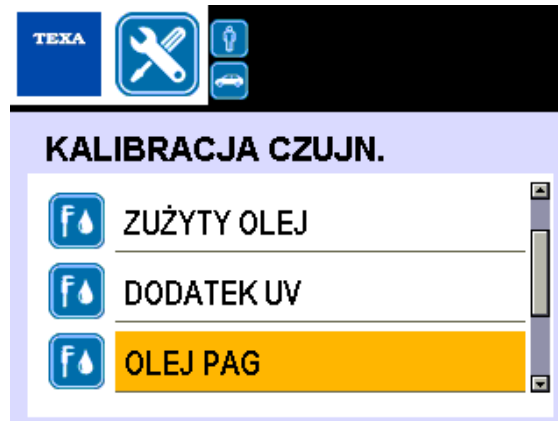 TEXA
KALIBRACJA CZUJN.
ZUŻYTY OLEJ
DODATEK UV
OLEJ PAG